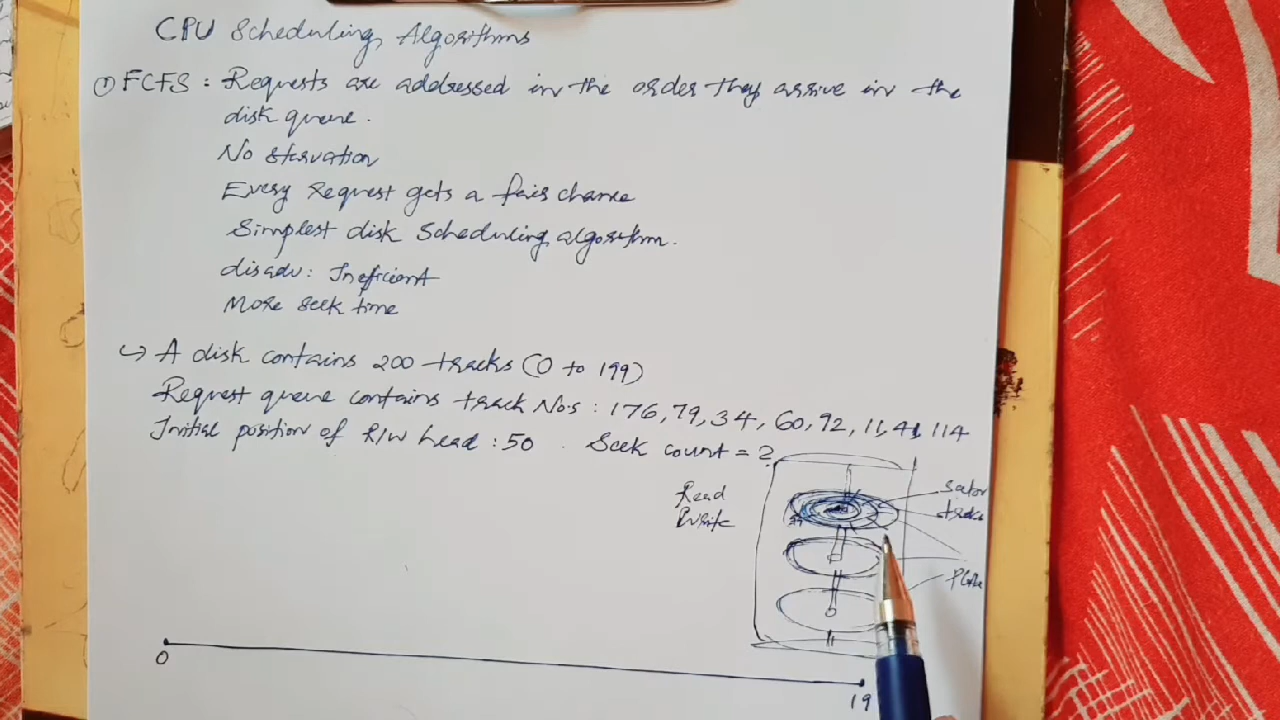 CPU Scheduling Algorithms
① FCFS : Requests are addressed in the order they arrive in the
disk queue.
No starvation
Every request gets a fair chance
Simplest disk scheduling algorithm.
disadv: Inefficient
More seek time
↪ A disk contains 200 tracks (0 to 199)
Request queue contains track No.s : 176, 79, 34, 60, 92, 11, 41, 114
Initial position of R/W head : 50 . Seek count = ?
Read
Write
Sector
tracks
0
19